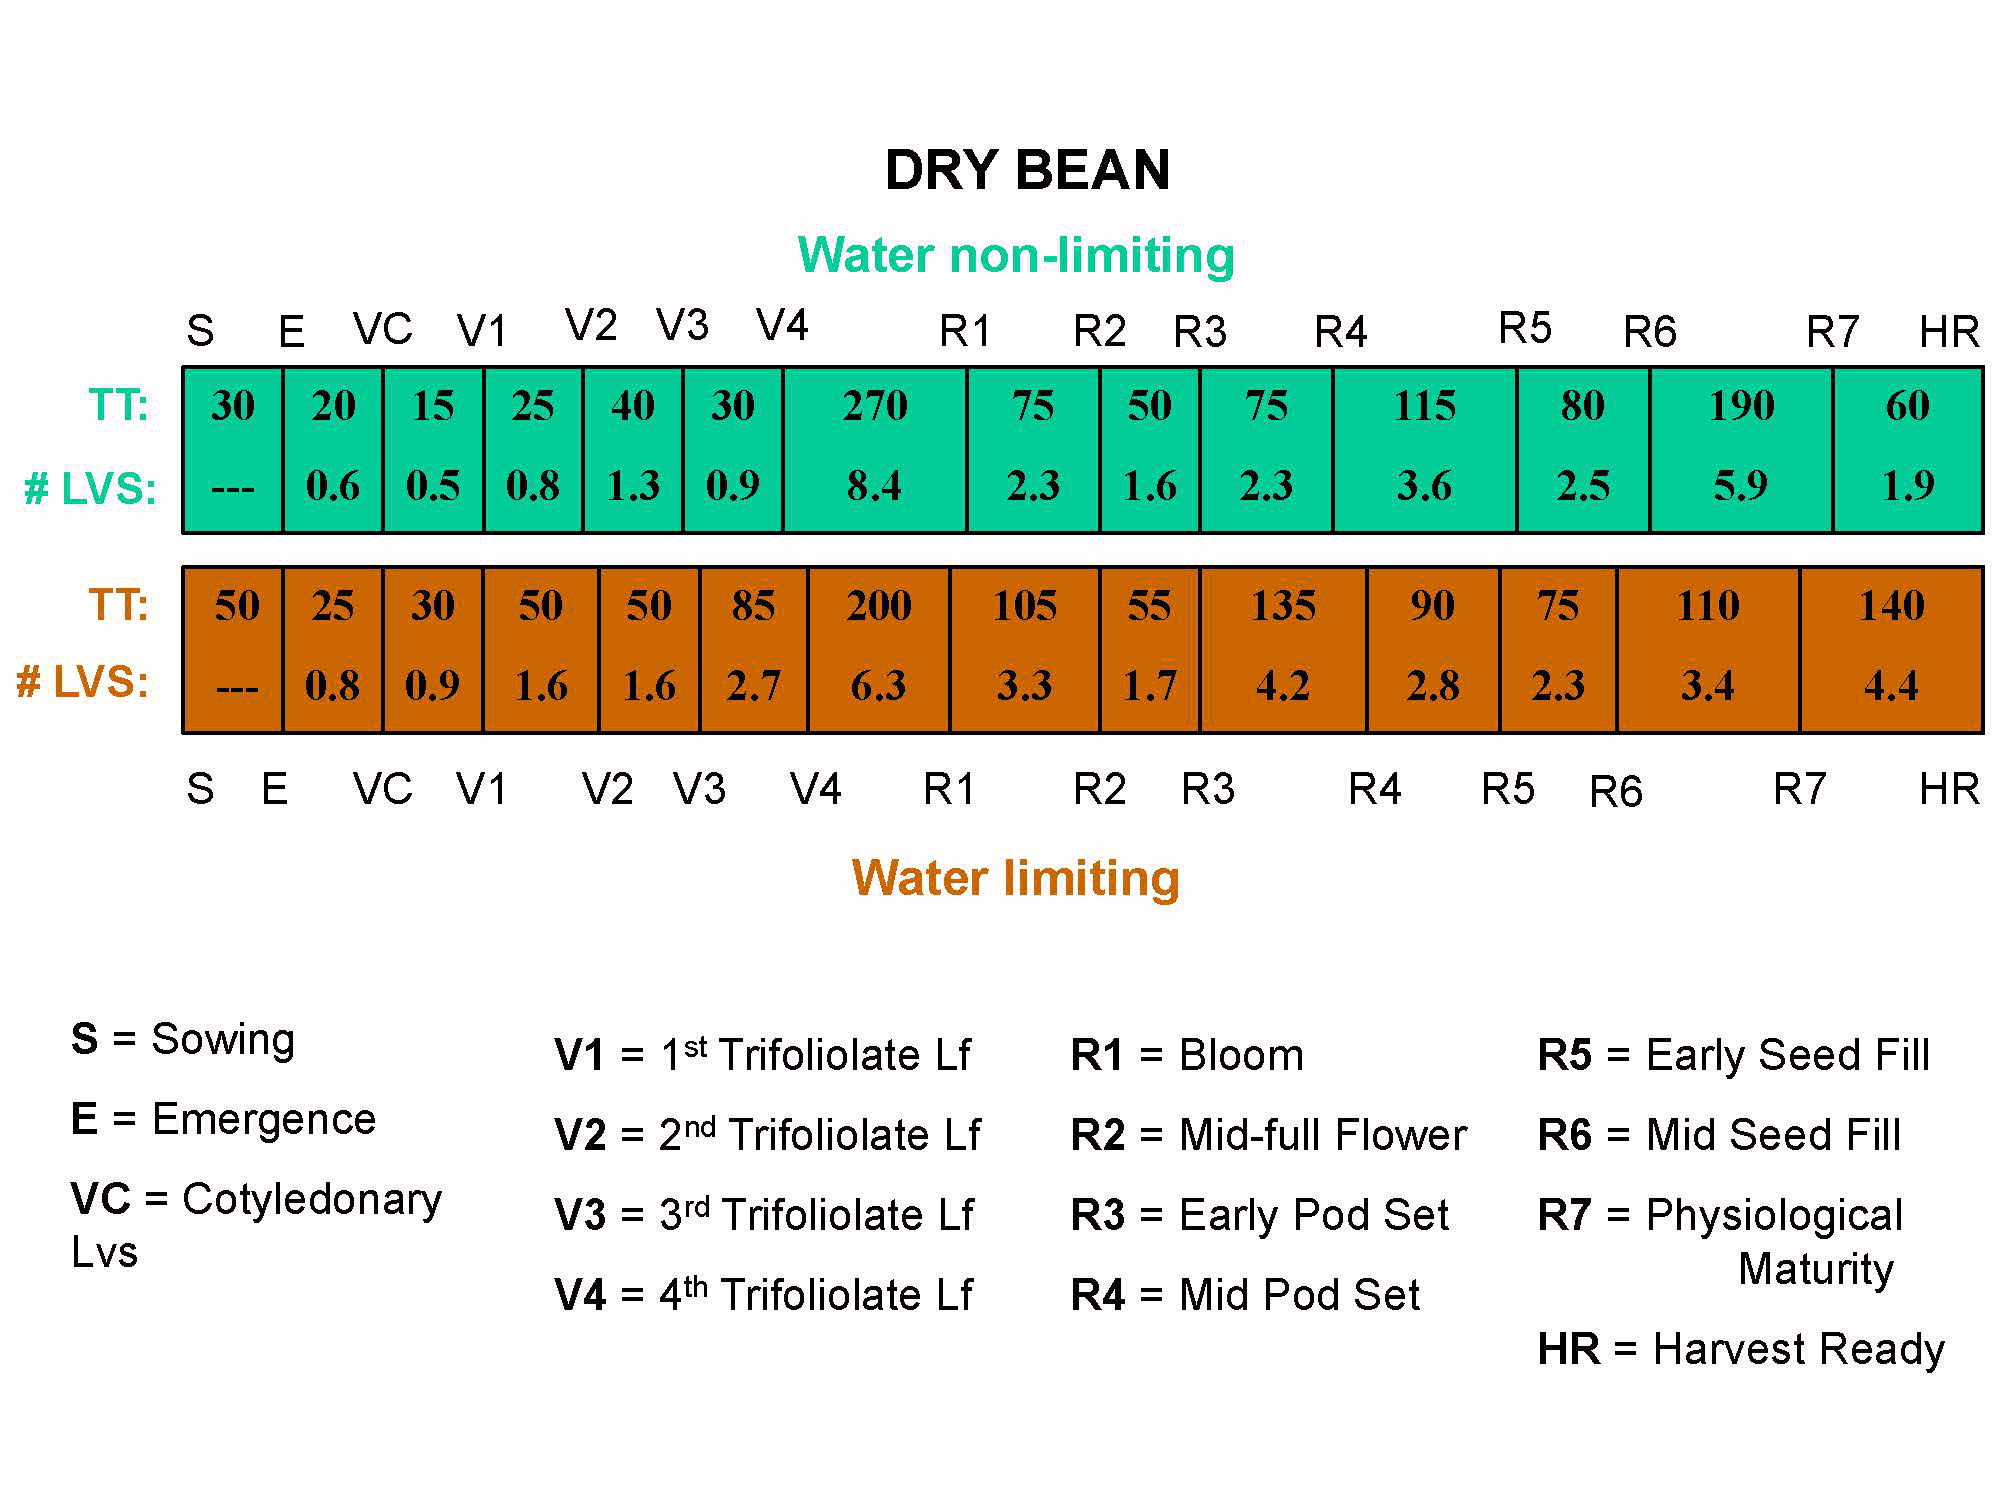 DRY BEAN
Water non-limiting
S E VC V1 V2 V3 V4 R1 R2 R3 R4 R5 R6 R7 HR
TT: 30 20 15 25 40 30 270 75 50 75 115 80 190 60
# LVS: --- 0.6 0.5 0.8 1.3 0.9 8.4 2.3 1.6 2.3 3.6 2.5 5.9 1.9
TT: 50 25 30 50 50 85 200 105 55 135 90 75 110 140
# LVS: --- 0.8 0.9 1.6 1.6 2.7 6.3 3.3 1.7 4.2 2.8 2.3 3.4 4.4
S E VC V1 V2 V3 V4 R1 R2 R3 R4 R5 R6 R7 HR
Water limiting
S = Sowing
E = Emergence
VC = Cotyledonary
Lvs
V1 = 1st Trifoliolate Lf
V2 = 2nd Trifoliolate Lf
V3 = 3rd Trifoliolate Lf
V4 = 4th Trifoliolate Lf
R1 = Bloom
R2 = Mid-full Flower
R3 = Early Pod Set
R4 = Mid Pod Set
R5 = Early Seed Fill
R6 = Mid Seed Fill
R7 = Physiological
Maturity
HR = Harvest Ready